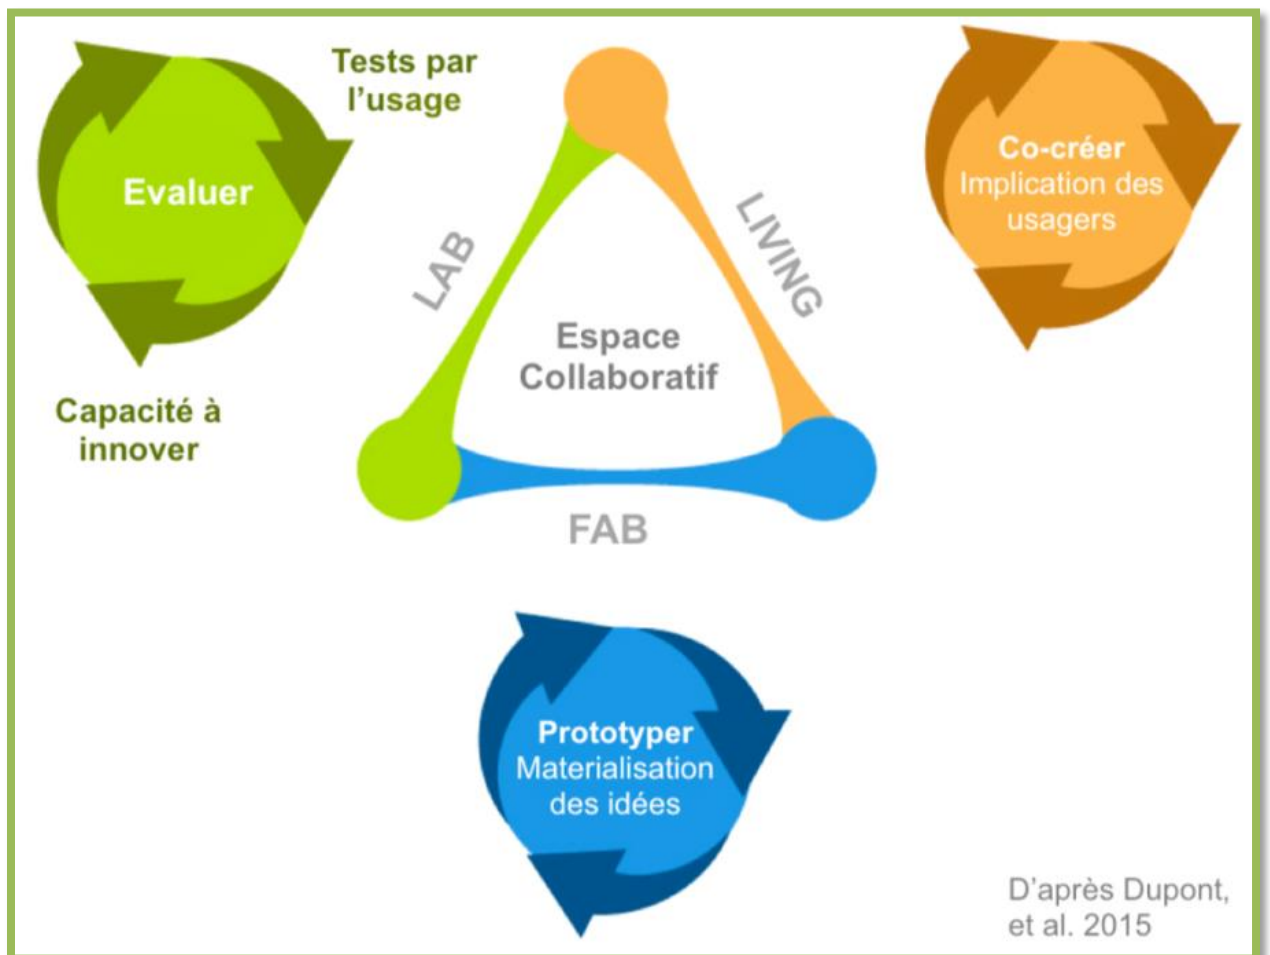 Tests par
l'usage
Evaluer
Capacité à
innover
LAB
LIVING
Espace
Collaboratif
FAB
Co-créer
Implication des
usagers
Prototyper
Materialisation
des idées
D'après Dupont,
et al. 2015